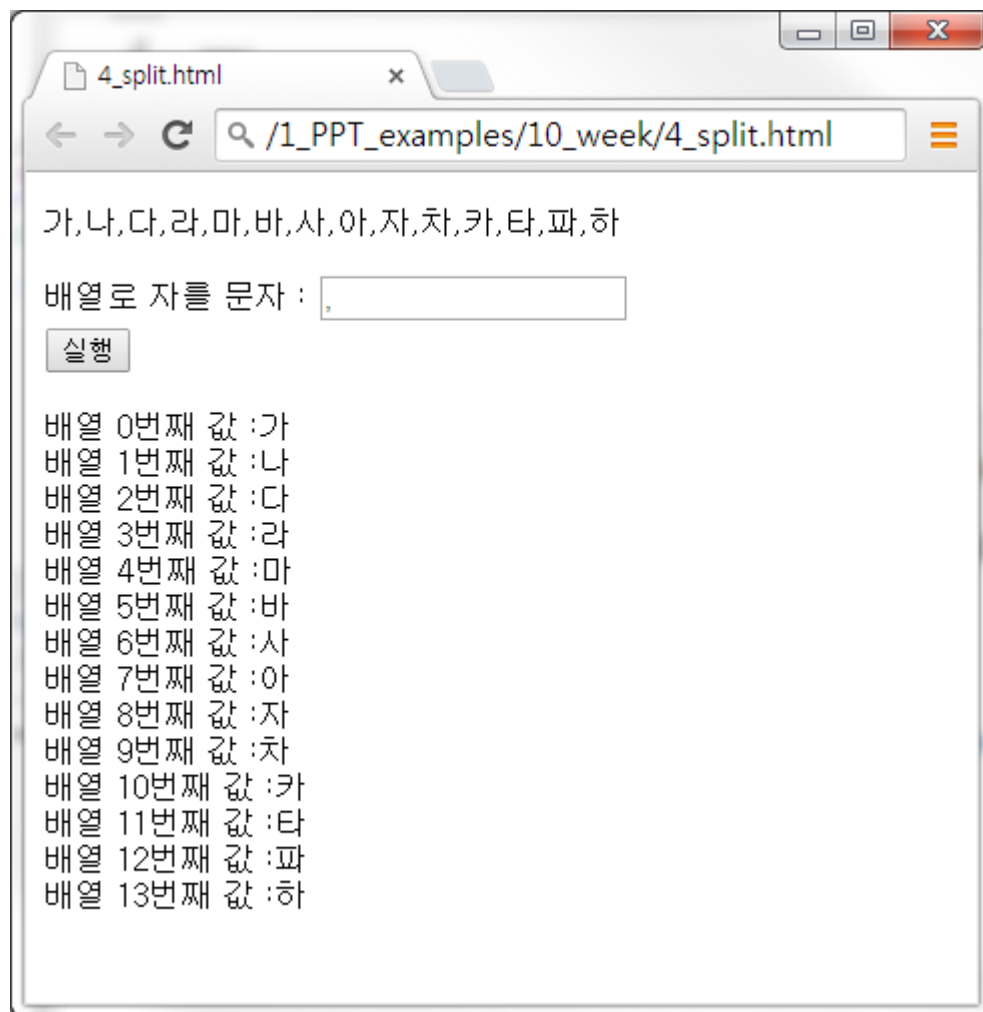 4_split.html
/1_PPT_examples/10_week/4_split.html
가,나,다,라,마,바,사,아,자,차,카,타,파,하
배열로 자를 문자 : ,
실행
배열 0번째 값 :가
배열 1번째 값 :나
배열 2번째 값 :다
배열 3번째 값 :라
배열 4번째 값 :마
배열 5번째 값 :바
배열 6번째 값 :사
배열 7번째 값 :아
배열 8번째 값 :자
배열 9번째 값 :차
배열 10번째 값 :카
배열 11번째 값 :타
배열 12번째 값 :파
배열 13번째 값 :하